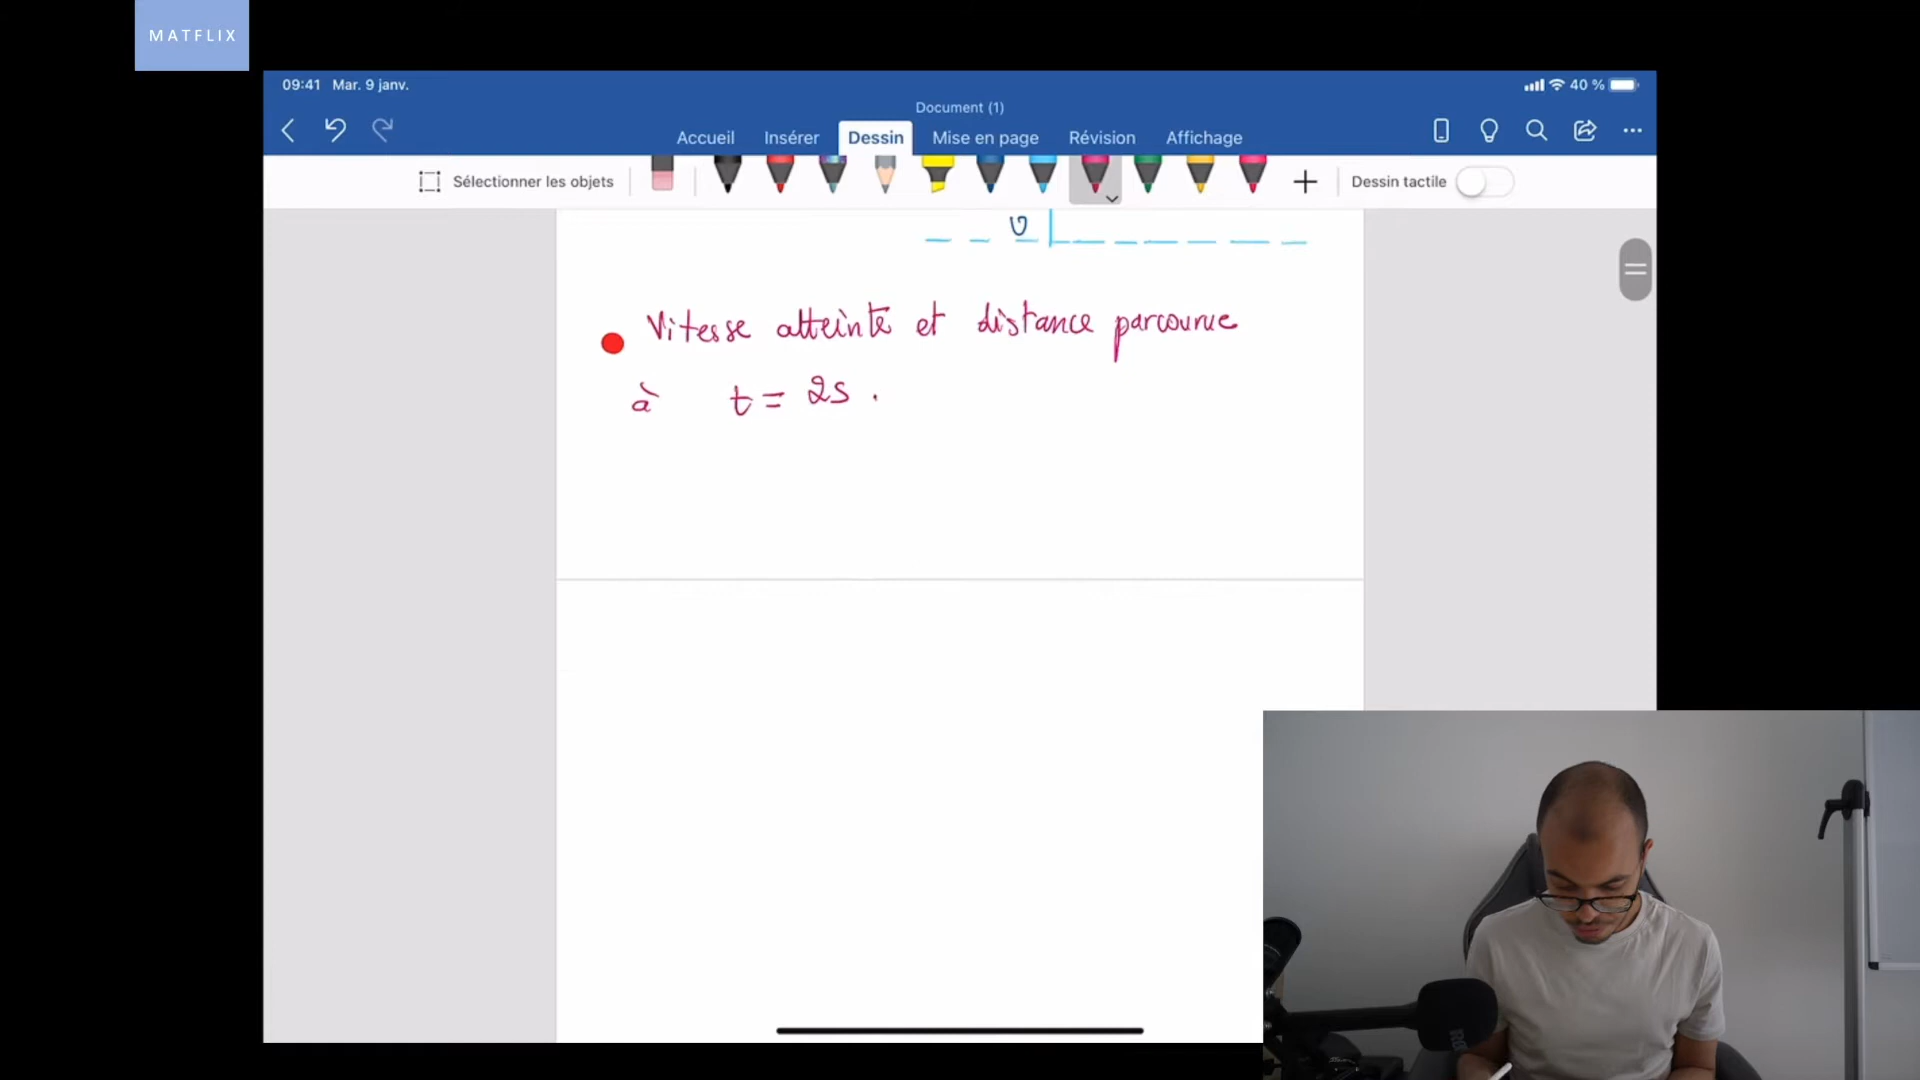 MATFLIX
09:41 Mar. 9 janv.
40 %
Document (1)
Accueil Insérer Dessin Mise en page Révision Affichage
Sélectionner les objets
Dessin tactile
Vitesse atteinte et distance parcourue
à t = 2s .